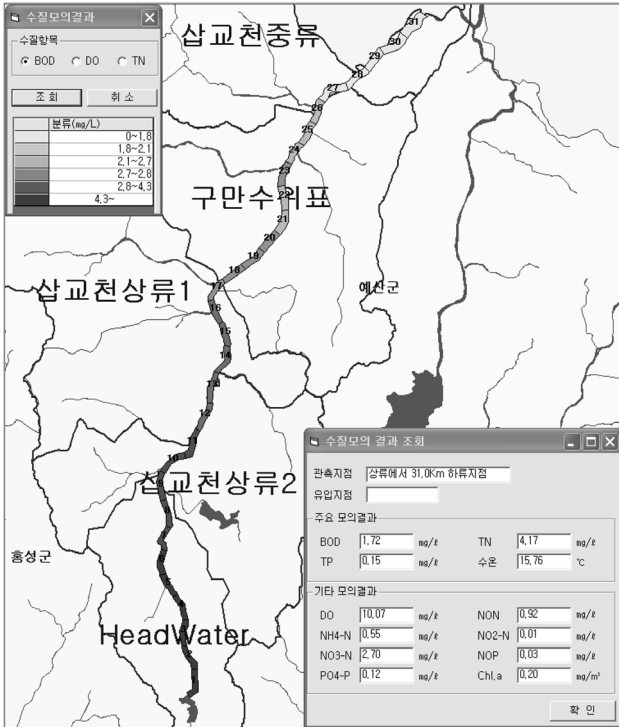 수질모의결과
수질항목
BOD DO TN
조 회 취 소
분류(mg/L)
0~1,8
1,8~2,1
2,1~2,7
2,7~2,8
2,8~4,3
4,3~
삽교천중류
31
30
29
28
27
26
25
24
23
구만수위표
22
21
20
19
18
삽교천상류1
17
예산군
16
15
14
13
12
11
10
삽교천상류2
9
8
7
6
홍성군
5
HeadWater
2
1
수질모의 결과 조회
관측지점 상류에서 31,0Km 하류지점
유입지점
주요 모의결과
BOD 1,72 mg/ℓ TN 4,17 mg/ℓ
TP 0,15 mg/ℓ 수온 15,76 ℃
기타 모의결과
DO 10,07 mg/ℓ NON 0,92 mg/ℓ
NH4-N 0,55 mg/ℓ NO2-N 0,01 mg/ℓ
NO3-N 2,70 mg/ℓ NOP 0,03 mg/ℓ
PO4-P 0,12 mg/ℓ Chl,a 0,20 mg/m³
확 인